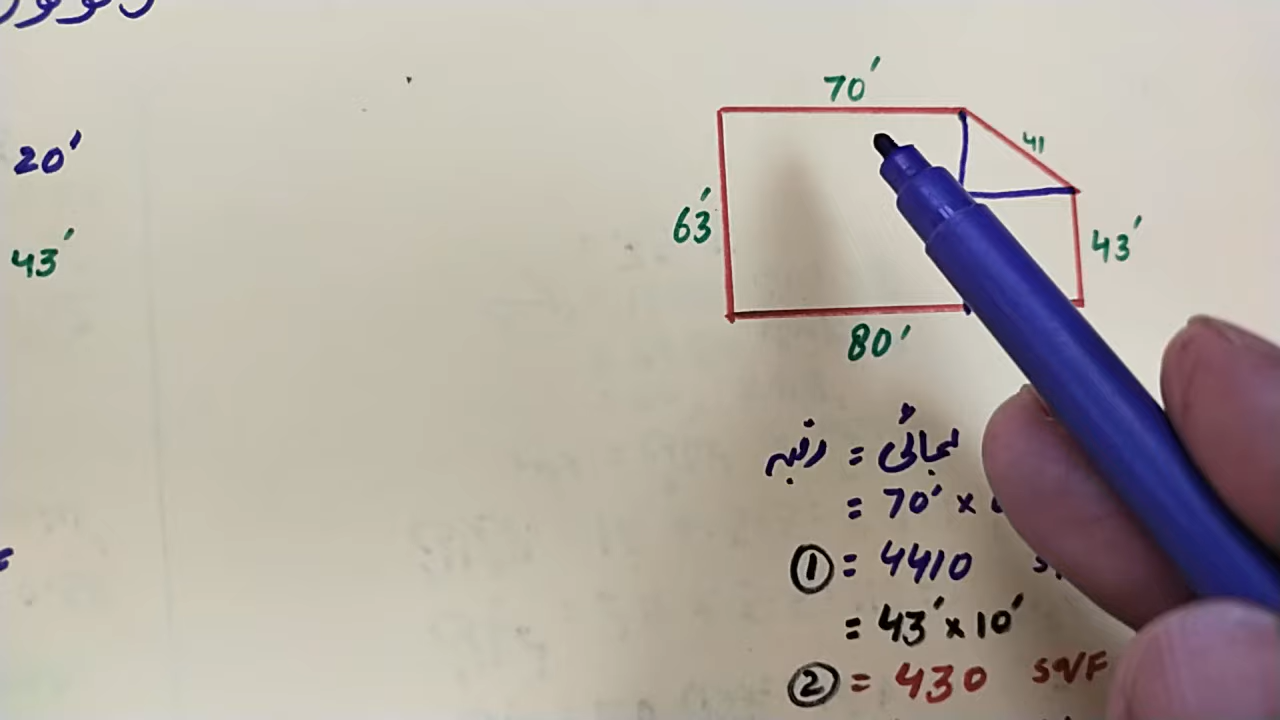 20′
43′
70′
41
63′
43′
80′
رقبہ = لمبائی
= 70′ ×
① = 4410
= 43′ × 10′
② = 430 SqF